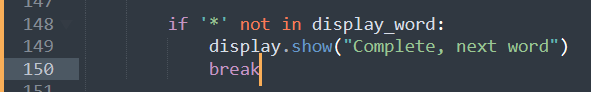 147
148 if '*' not in display_word:
149 display.show("Complete, next word")
150 break
151